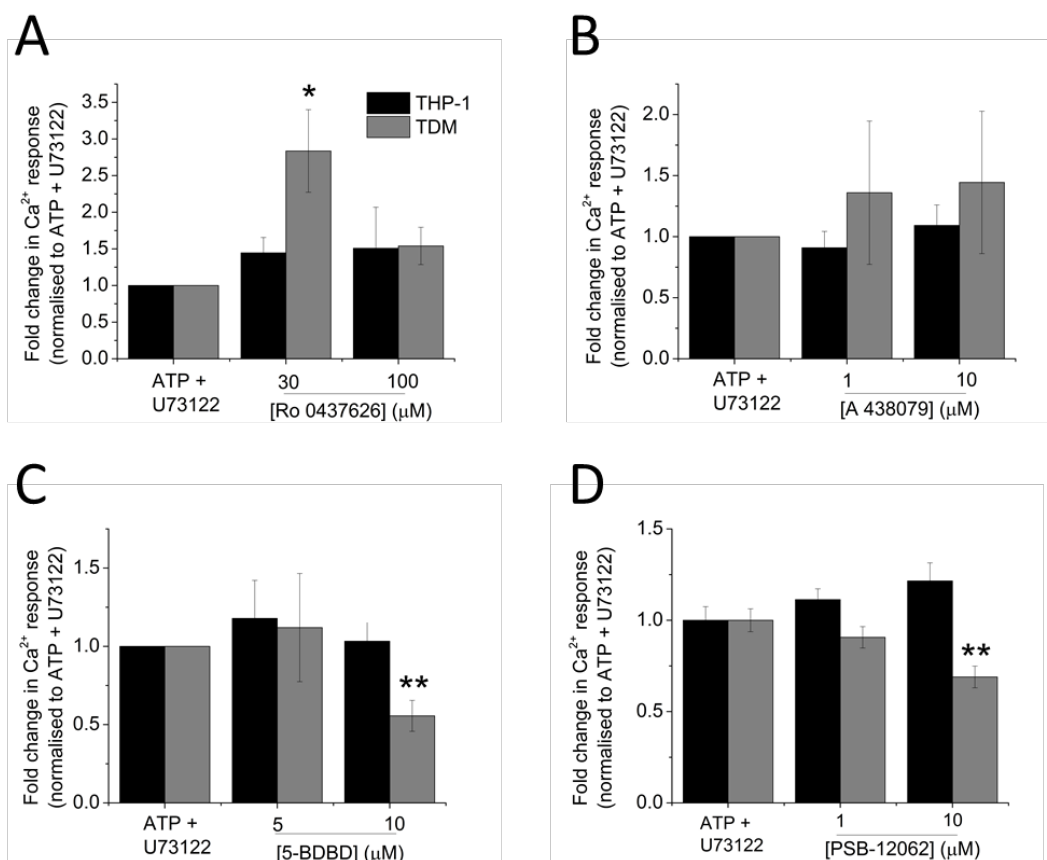 A
Fold change in Ca²⁺ response
(normalised to ATP + U73122)
3.5
3.0
2.5
2.0
1.5
1.0
0.5
0.0
*
THP-1
TDM
ATP +
U73122
30
100
[Ro 0437626] (μM)
B
Fold change in Ca²⁺ response
(normalised to ATP + U73122)
2.0
1.5
1.0
0.5
0.0
ATP +
U73122
1
10
[A 438079] (μM)
C
Fold change in Ca²⁺ response
(normalised to ATP + U73122)
1.5
1.0
0.5
0.0
**
ATP +
U73122
5
10
[5-BDBD] (μM)
D
Fold change in Ca²⁺ response
(normalised to ATP + U73122)
1.5
1.0
0.5
0.0
**
ATP +
U73122
1
10
[PSB-12062] (μM)